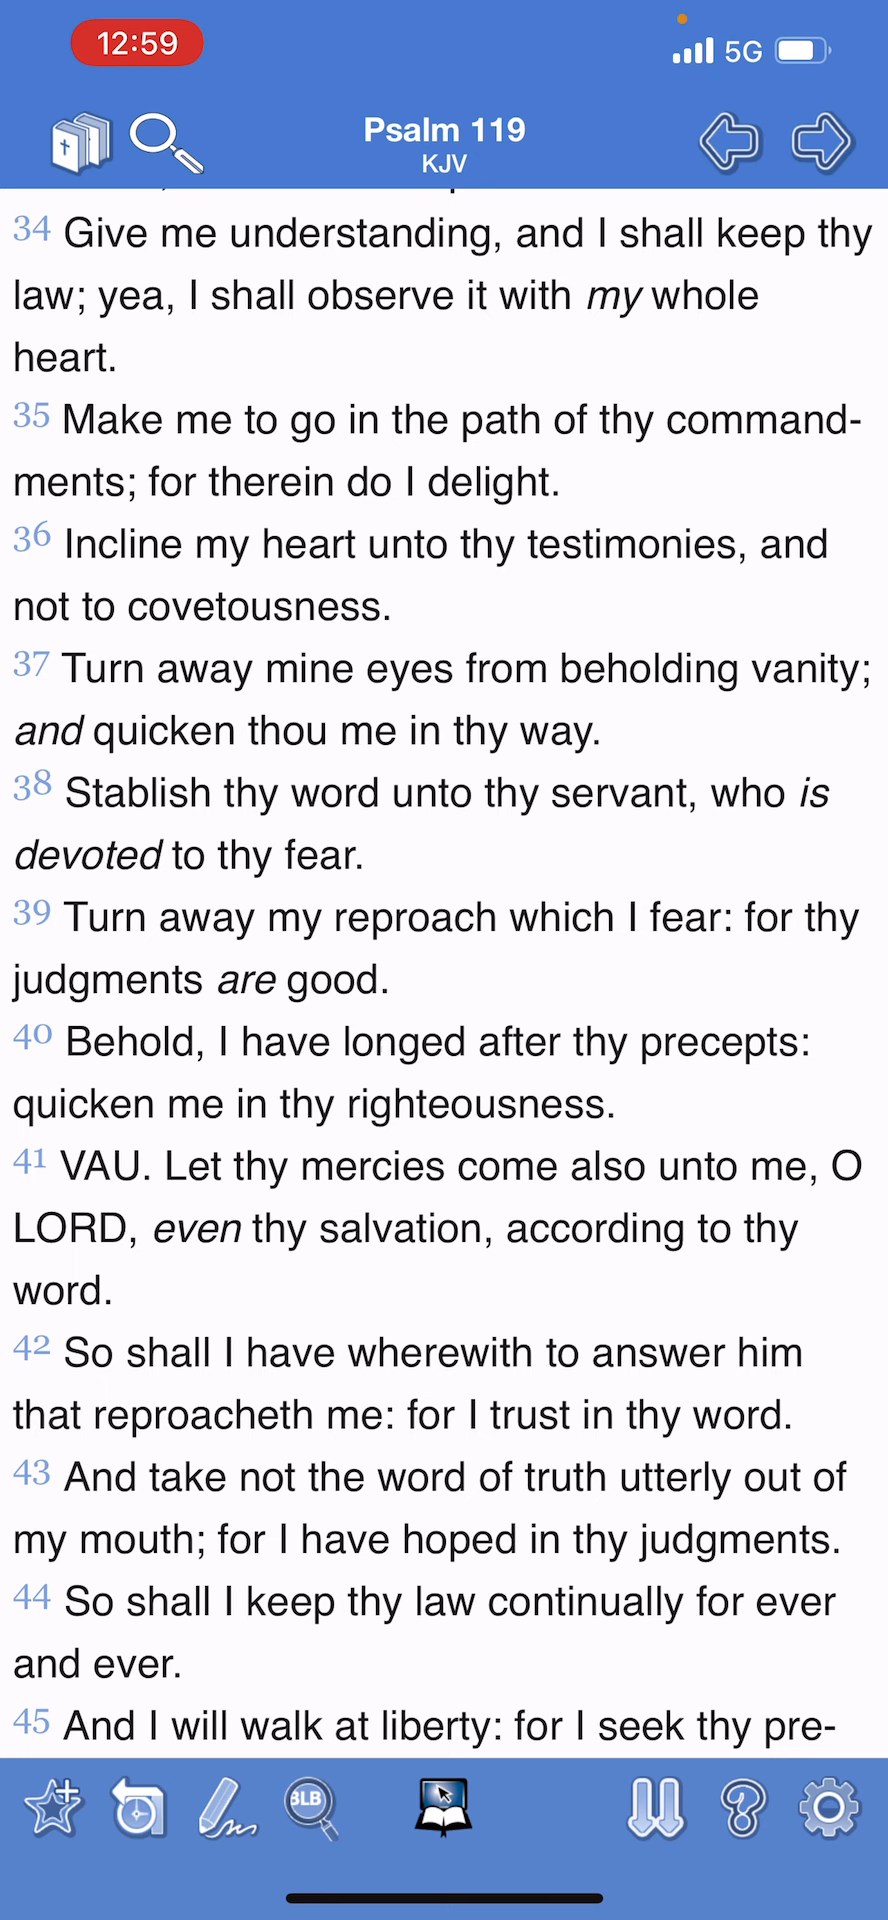 12:59
5G
Psalm 119
KJV
34 Give me understanding, and I shall keep thy
law; yea, I shall observe it with my whole
heart.
35 Make me to go in the path of thy command-
ments; for therein do I delight.
36 Incline my heart unto thy testimonies, and
not to covetousness.
37 Turn away mine eyes from beholding vanity;
and quicken thou me in thy way.
38 Stablish thy word unto thy servant, who is
devoted to thy fear.
39 Turn away my reproach which I fear: for thy
judgments are good.
40 Behold, I have longed after thy precepts:
quicken me in thy righteousness.
41 VAU. Let thy mercies come also unto me, O
LORD, even thy salvation, according to thy
word.
42 So shall I have wherewith to answer him
that reproacheth me: for I trust in thy word.
43 And take not the word of truth utterly out of
my mouth; for I have hoped in thy judgments.
44 So shall I keep thy law continually for ever
and ever.
45 And I will walk at liberty: for I seek thy pre-
BLB